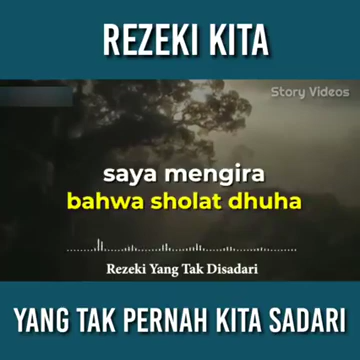 REZEKI KITA
Story Videos
saya mengira
bahwa sholat dhuha
Rezeki Yang Tak Disadari
YANG TAK PERNAH KITA SADARI